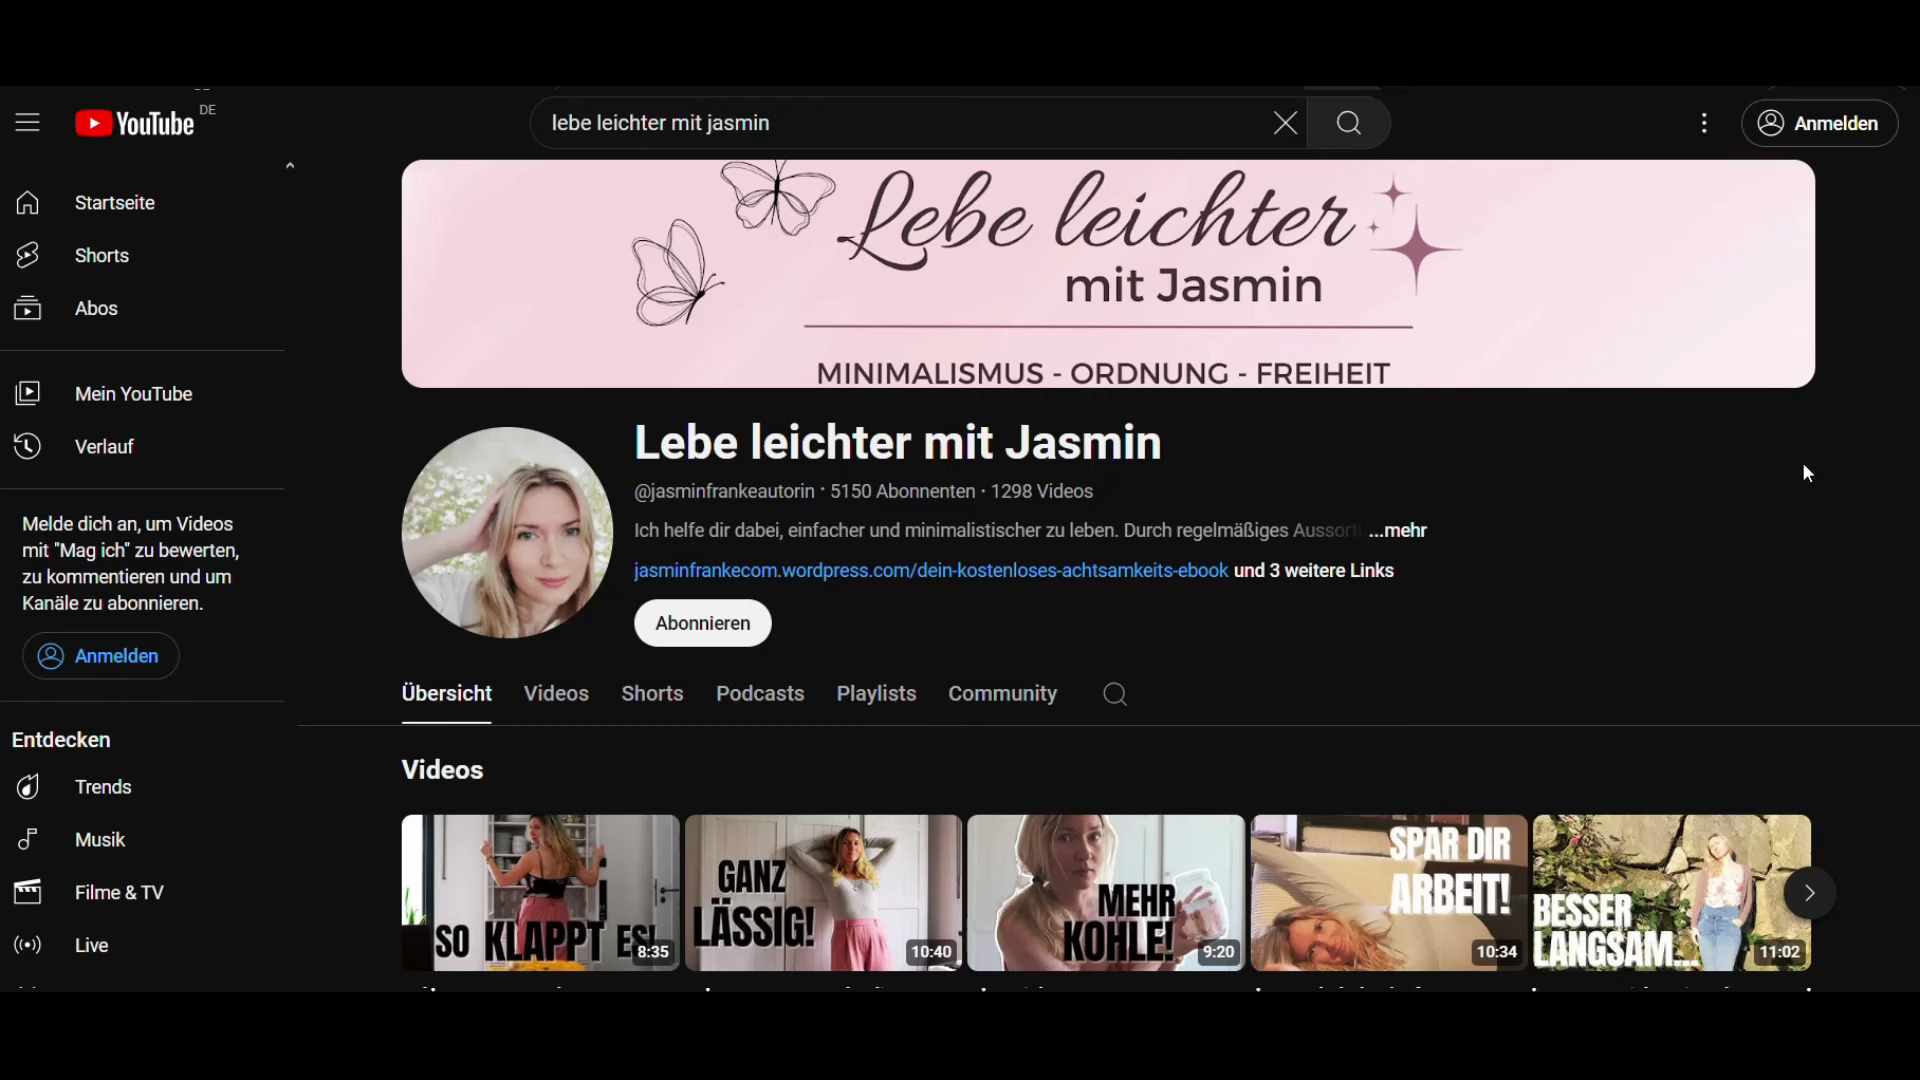 YouTube DE
lebe leichter mit jasmin
Anmelden
Startseite
Shorts
Abos
Mein YouTube
Verlauf
Melde dich an, um Videos
mit "Mag ich" zu bewerten,
zu kommentieren und um
Kanäle zu abonnieren.
Anmelden
Entdecken
Trends
Musik
Filme & TV
Live
Lebe leichter
mit Jasmin
MINIMALISMUS - ORDNUNG - FREIHEIT
Lebe leichter mit Jasmin
@jasminfrankeautorin · 5150 Abonnenten · 1298 Videos
Ich helfe dir dabei, einfacher und minimalistischer zu leben. Durch regelmäßiges ...mehr
jasminfrankecom.wordpress.com/dein-kostenloses-achtsamkeits-ebook und 3 weitere Links
Abonnieren
Übersicht Videos Shorts Podcasts Playlists Community
Videos
SO KLAPPT ES!
8:35
GANZ
LÄSSIG!
10:40
MEHR
KOHLE!
9:20
SPAR DIR
ARBEIT!
10:34
BESSER
LANGSAM...
11:02